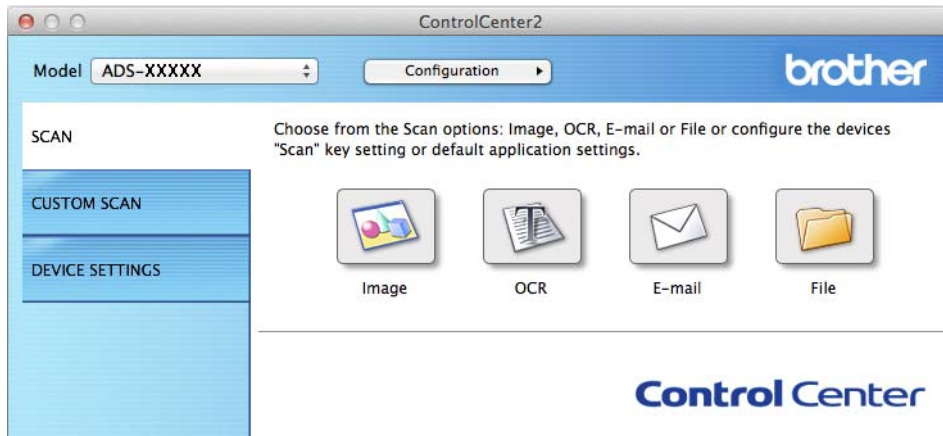 ControlCenter2
Model ADS-XXXXX Configuration brother
SCAN
CUSTOM SCAN
DEVICE SETTINGS
Choose from the Scan options: Image, OCR, E-mail or File or configure the devices
"Scan" key setting or default application settings.
Image OCR E-mail File
Control Center